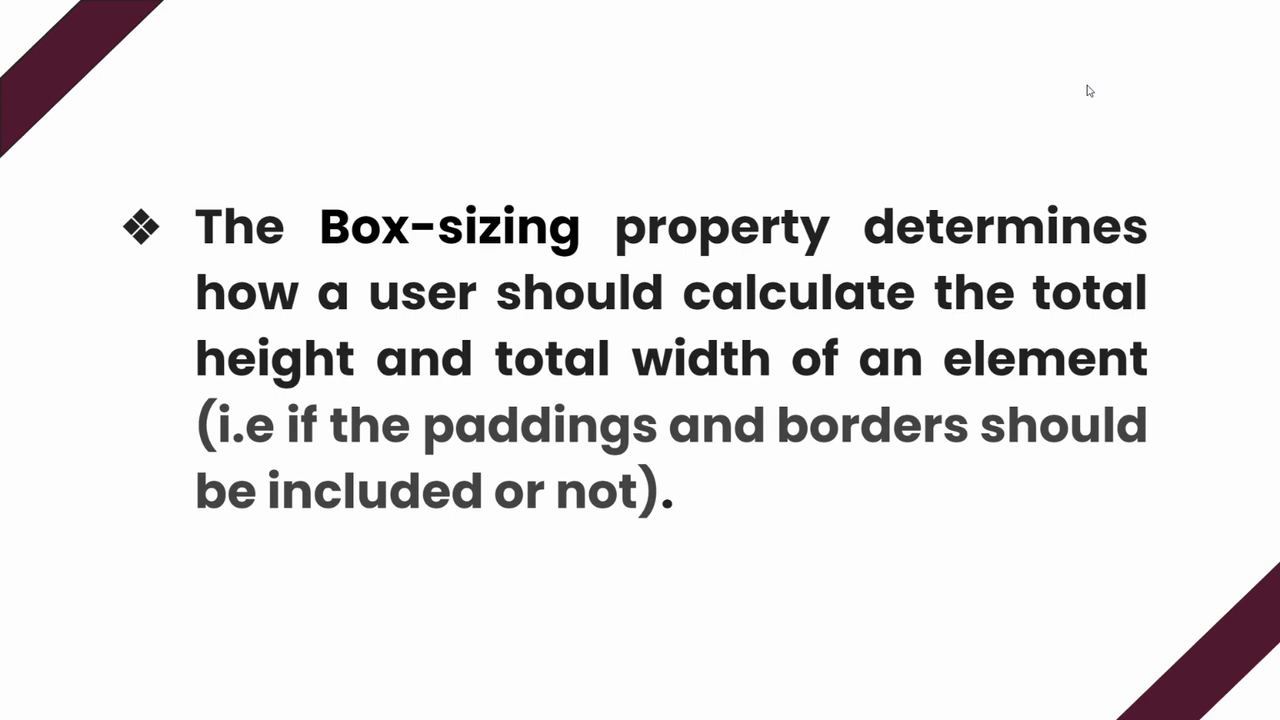 ❖ The Box-sizing property determines
how a user should calculate the total
height and total width of an element
(i.e if the paddings and borders should
be included or not).